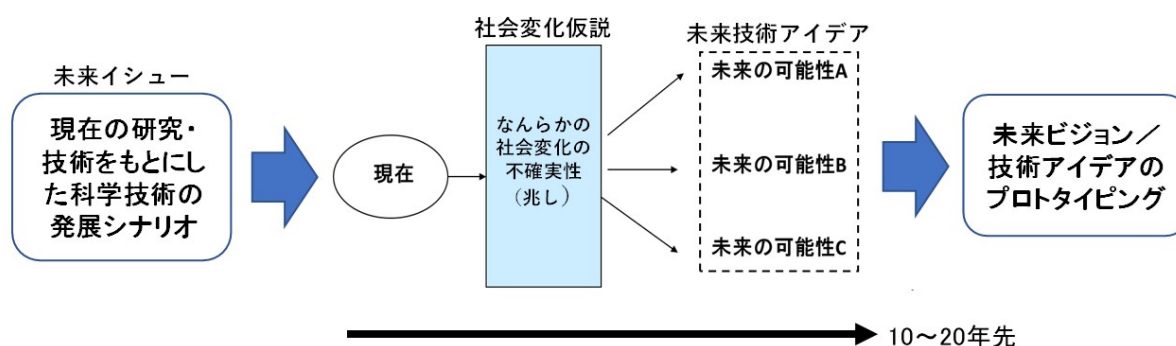 未来イシュー
現在の研究・
技術をもとにし
た科学技術の
発展シナリオ
現在
社会変化仮説
なんらかの
社会変化の
不確実性
（兆し）
未来技術アイデア
未来の可能性A
未来の可能性B
未来の可能性C
未来ビジョン／
技術アイデアの
プロトタイピング
10～20年先